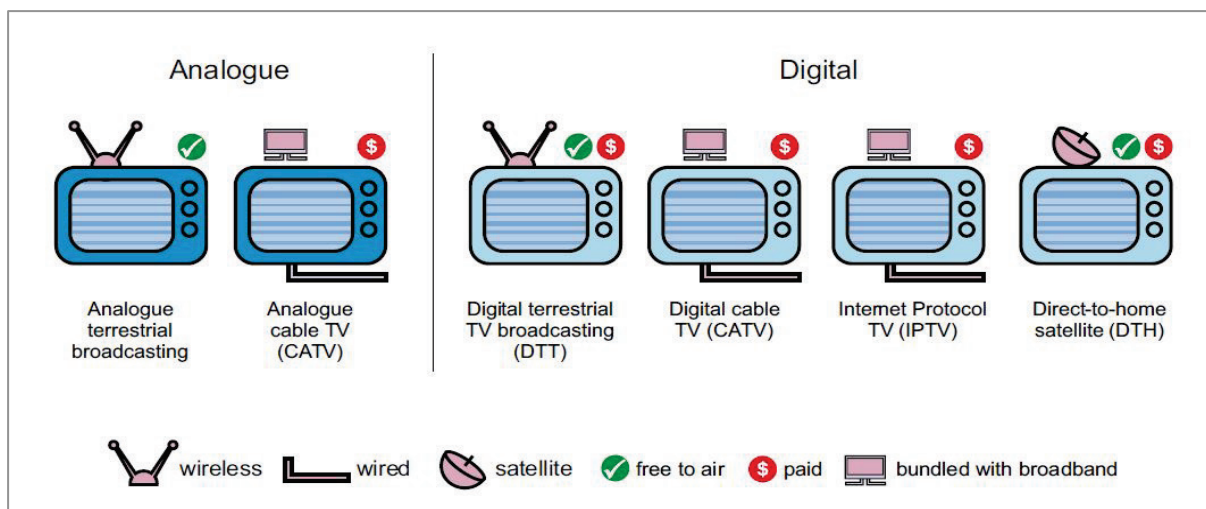 Analogue
Digital
$
$
$
$
$
Analogue
terrestrial
broadcasting
Analogue
cable TV
(CATV)
Digital terrestrial
TV broadcasting
(DTT)
Digital cable
TV (CATV)
Internet Protocol
TV (IPTV)
Direct-to-home
satellite (DTH)
wireless
wired
satellite
free to air
$ paid
bundled with broadband